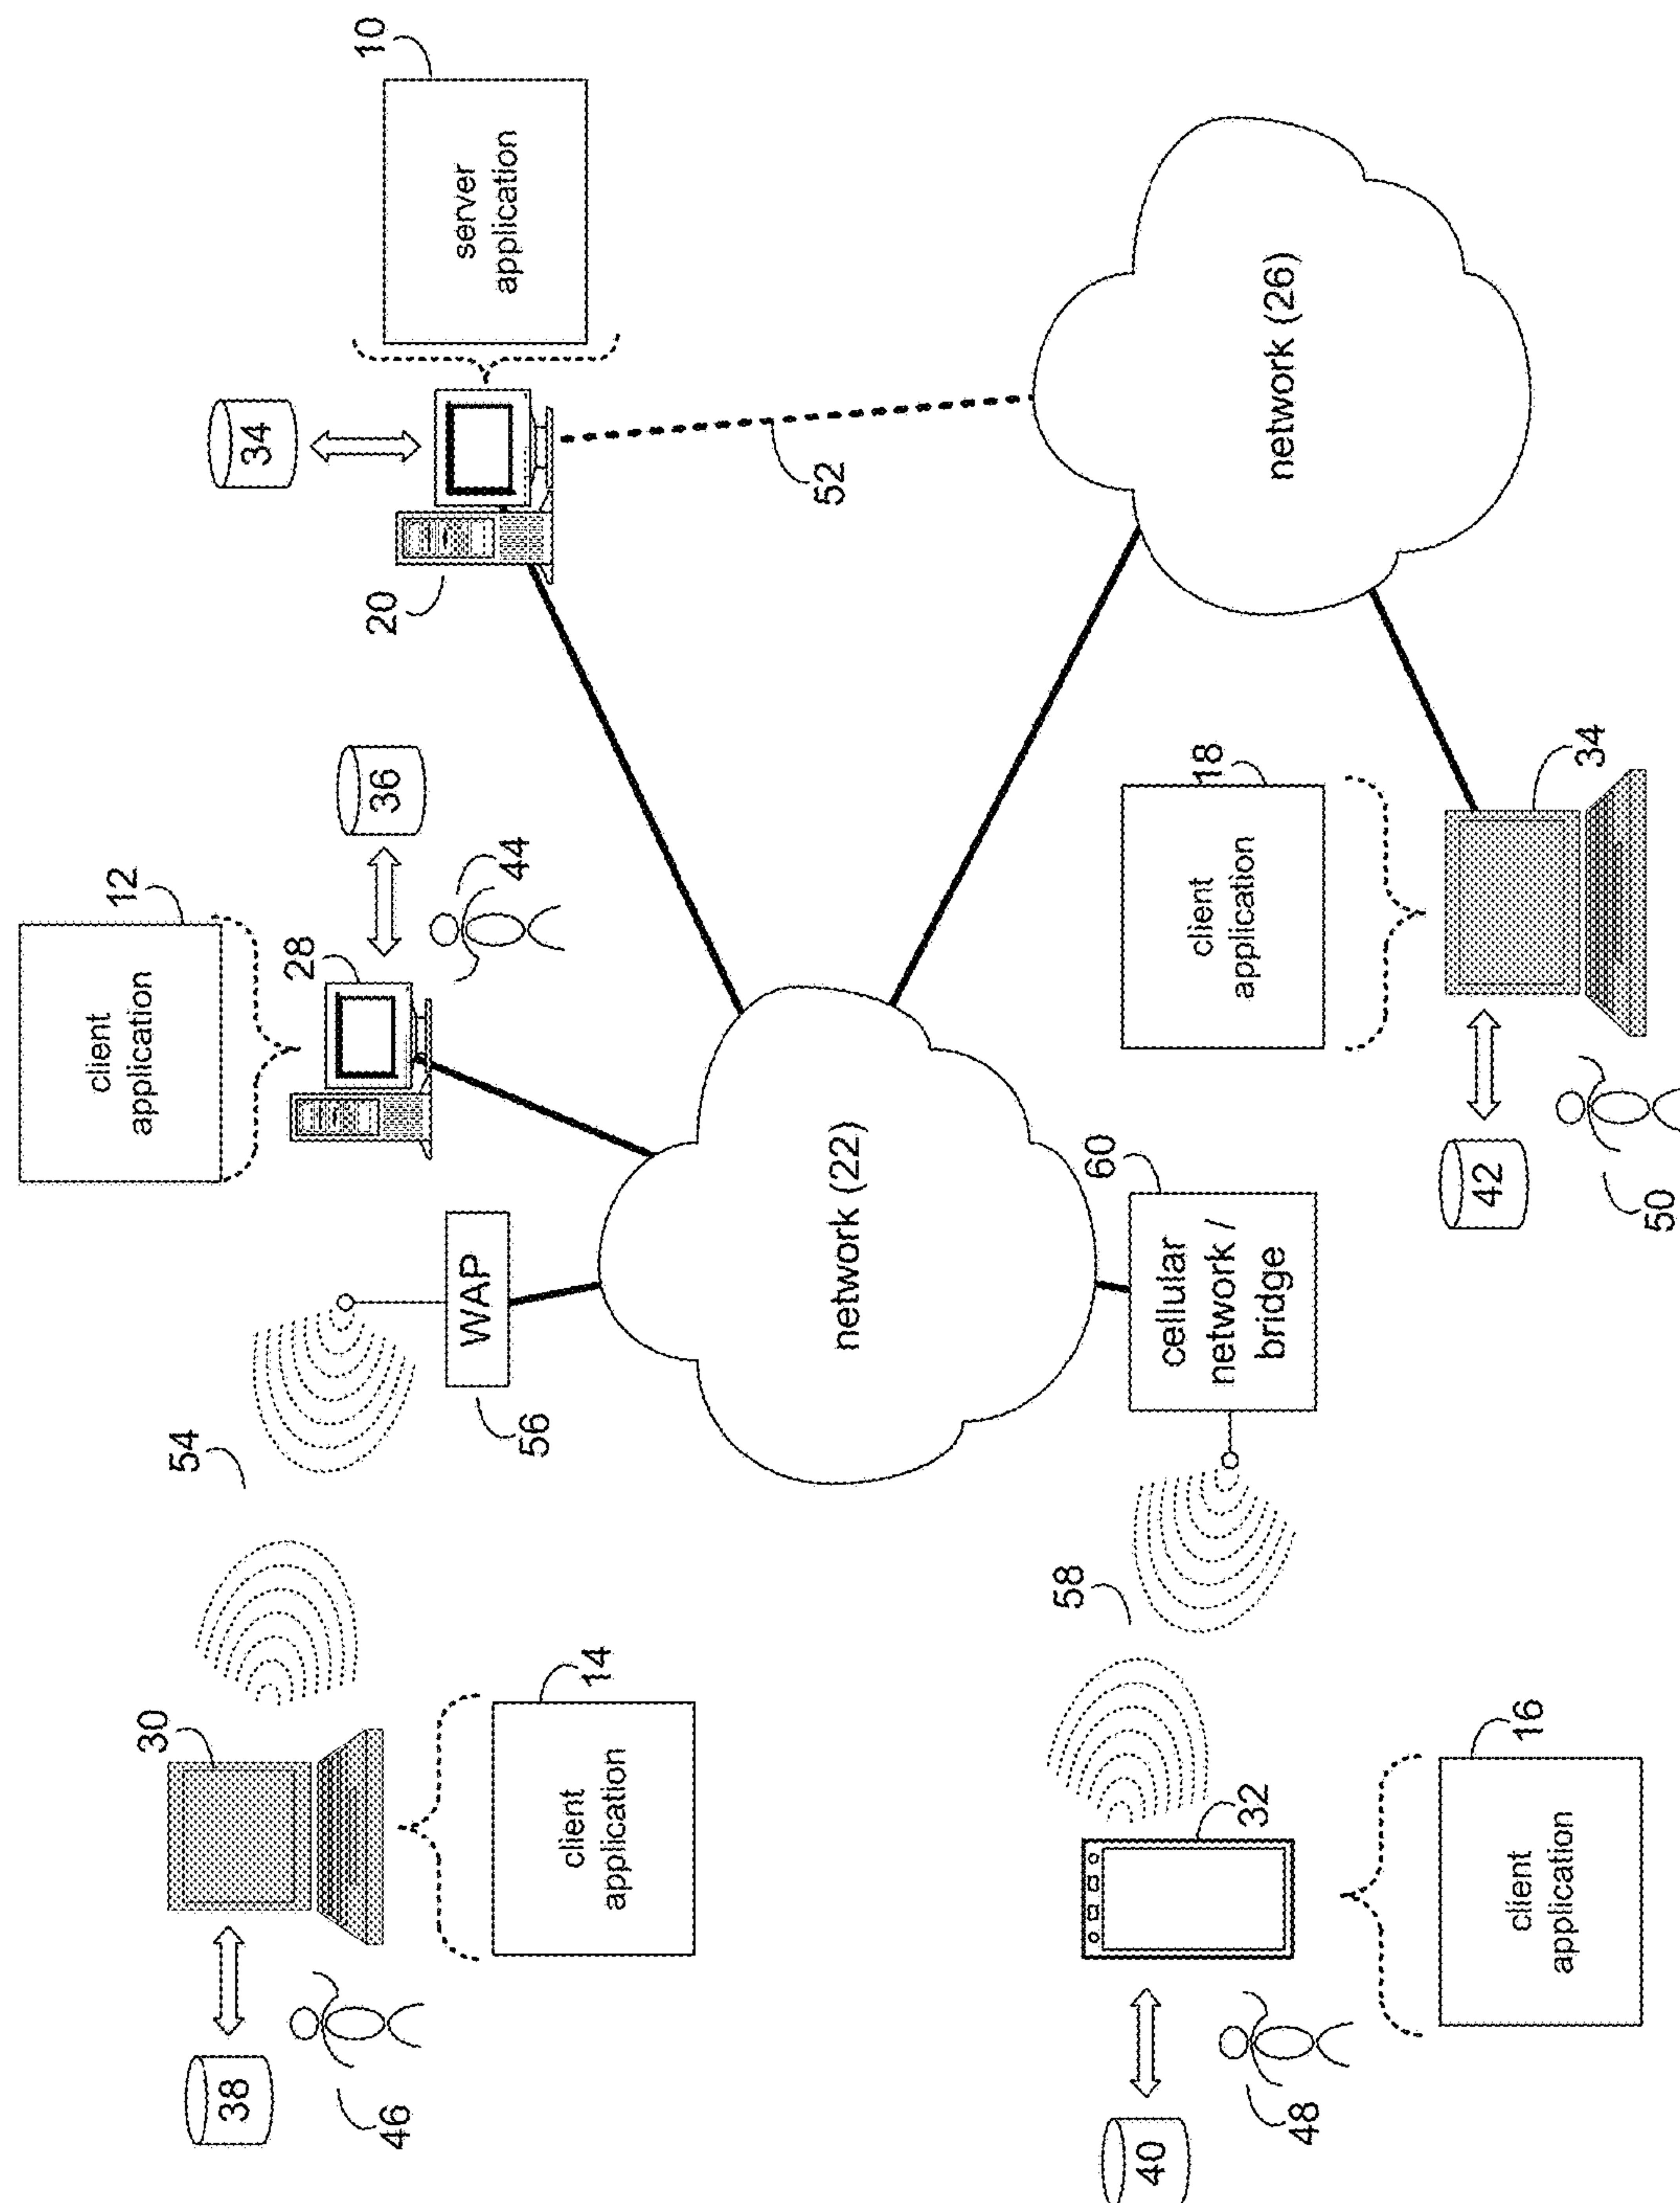 client
application
12
30
54
38
34
28
10
36
20
46
server
application
WAP
44
56
client
application
14
52
network (22)
58
60
40
cellular
network /
bridge
client
application
18
32
network (26)
48
42
client
application
16
34
50